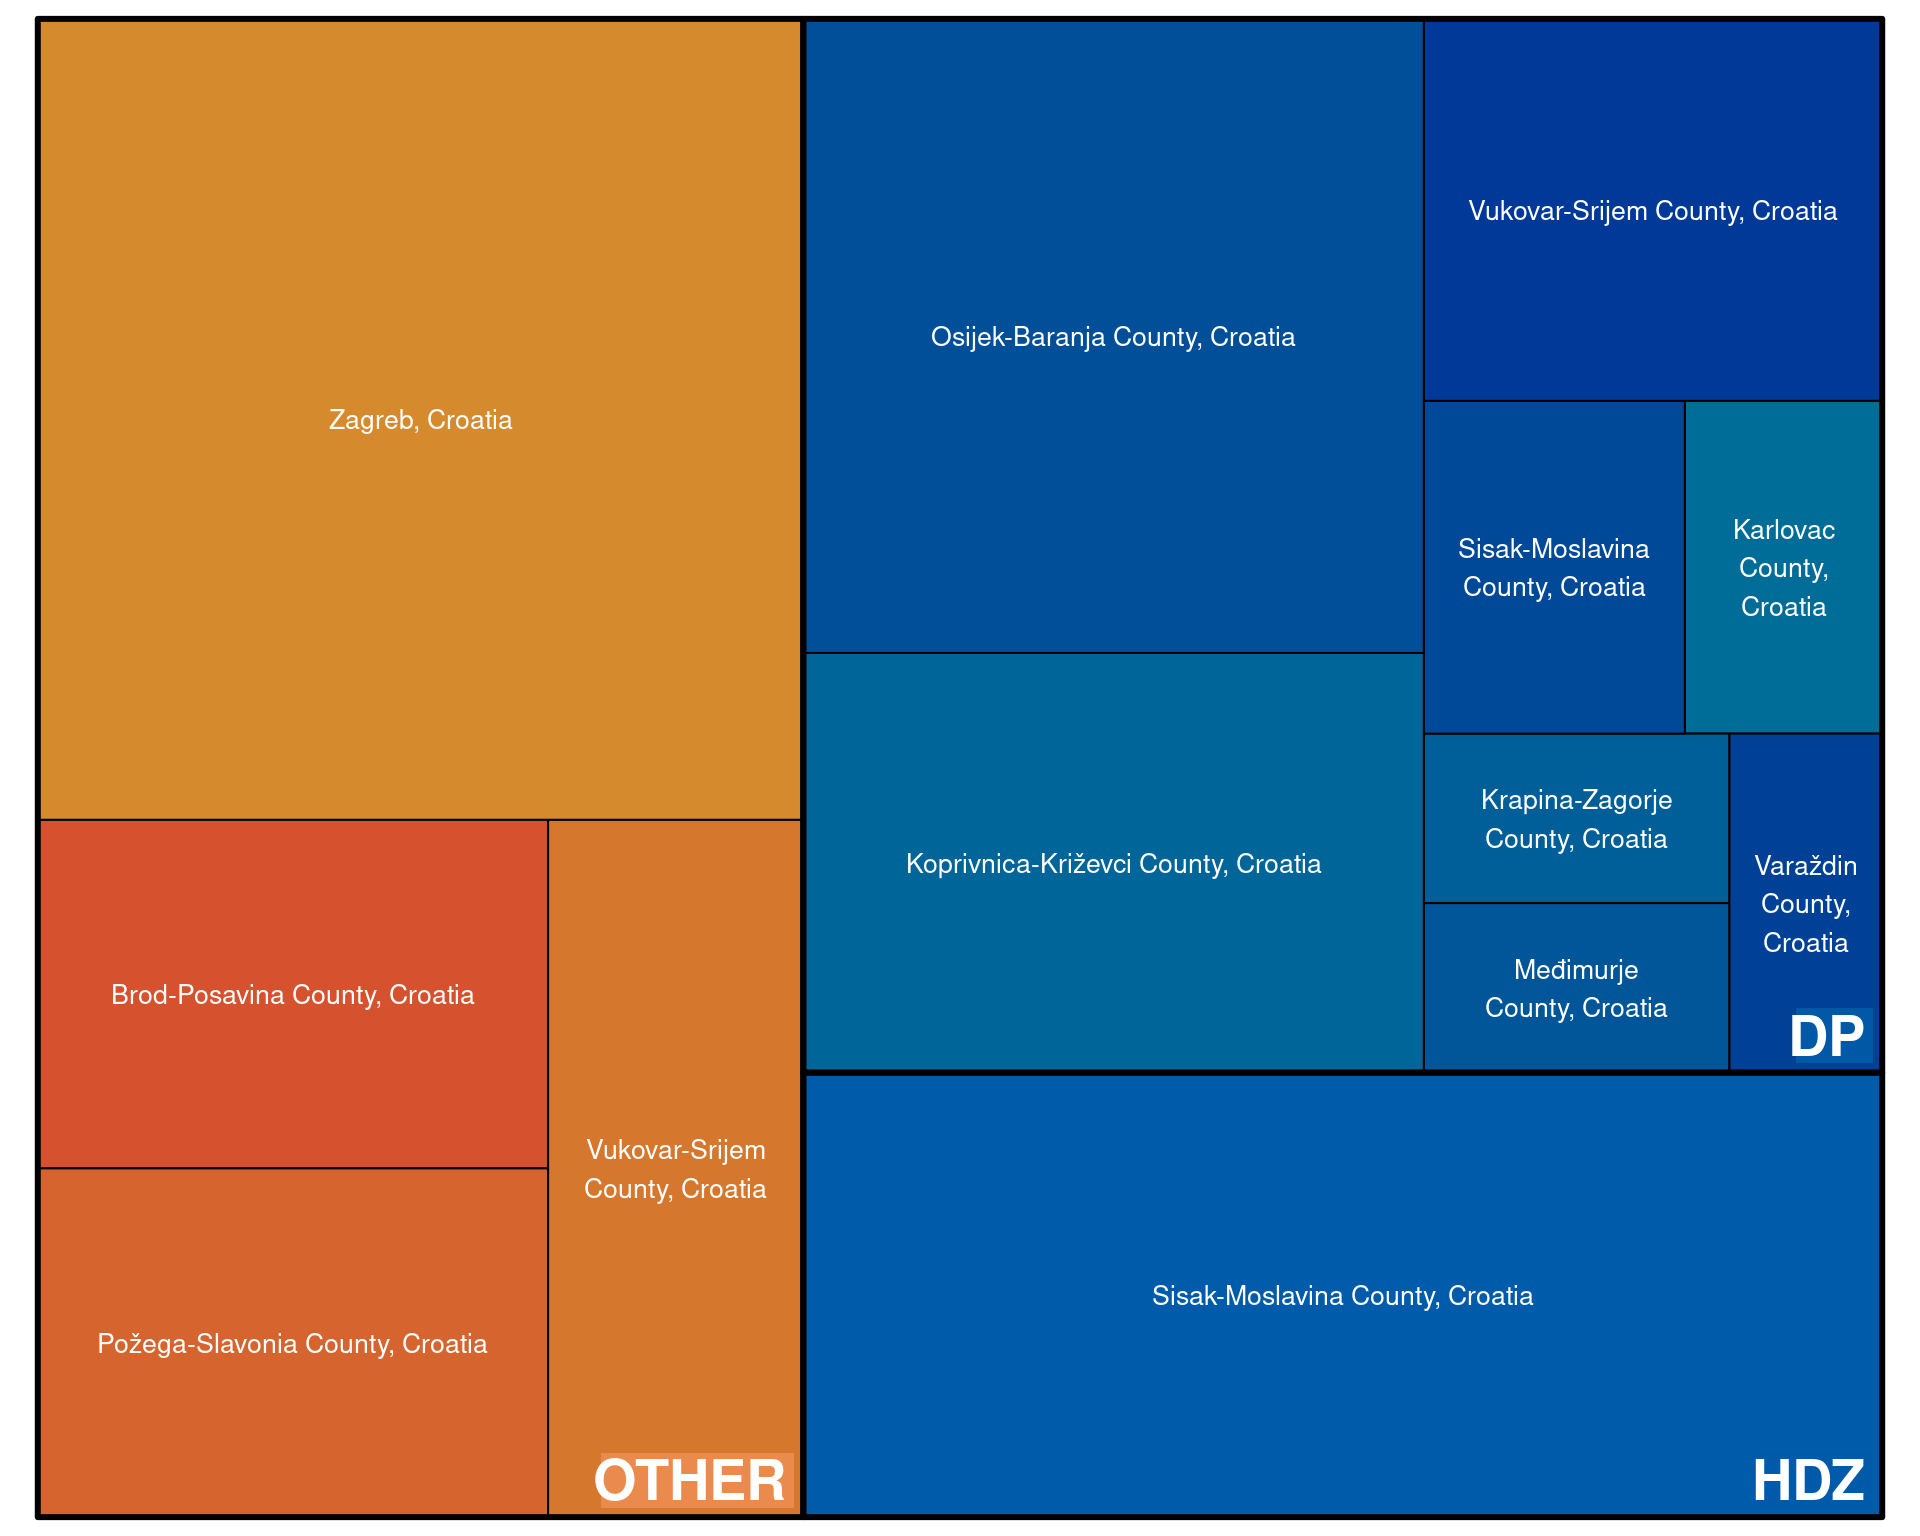 Zagreb, Croatia
Brod-Posavina County, Croatia
Požega-Slavonia County, Croatia
Vukovar-Srijem
County, Croatia
OTHER
Osijek-Baranja County, Croatia
Koprivnica-Križevci County, Croatia
Vukovar-Srijem County, Croatia
Sisak-Moslavina
County, Croatia
Karlovac
County,
Croatia
Krapina-Zagorje
County, Croatia
Međimurje
County, Croatia
Varaždin
County,
Croatia
DP
Sisak-Moslavina County, Croatia
HDZ